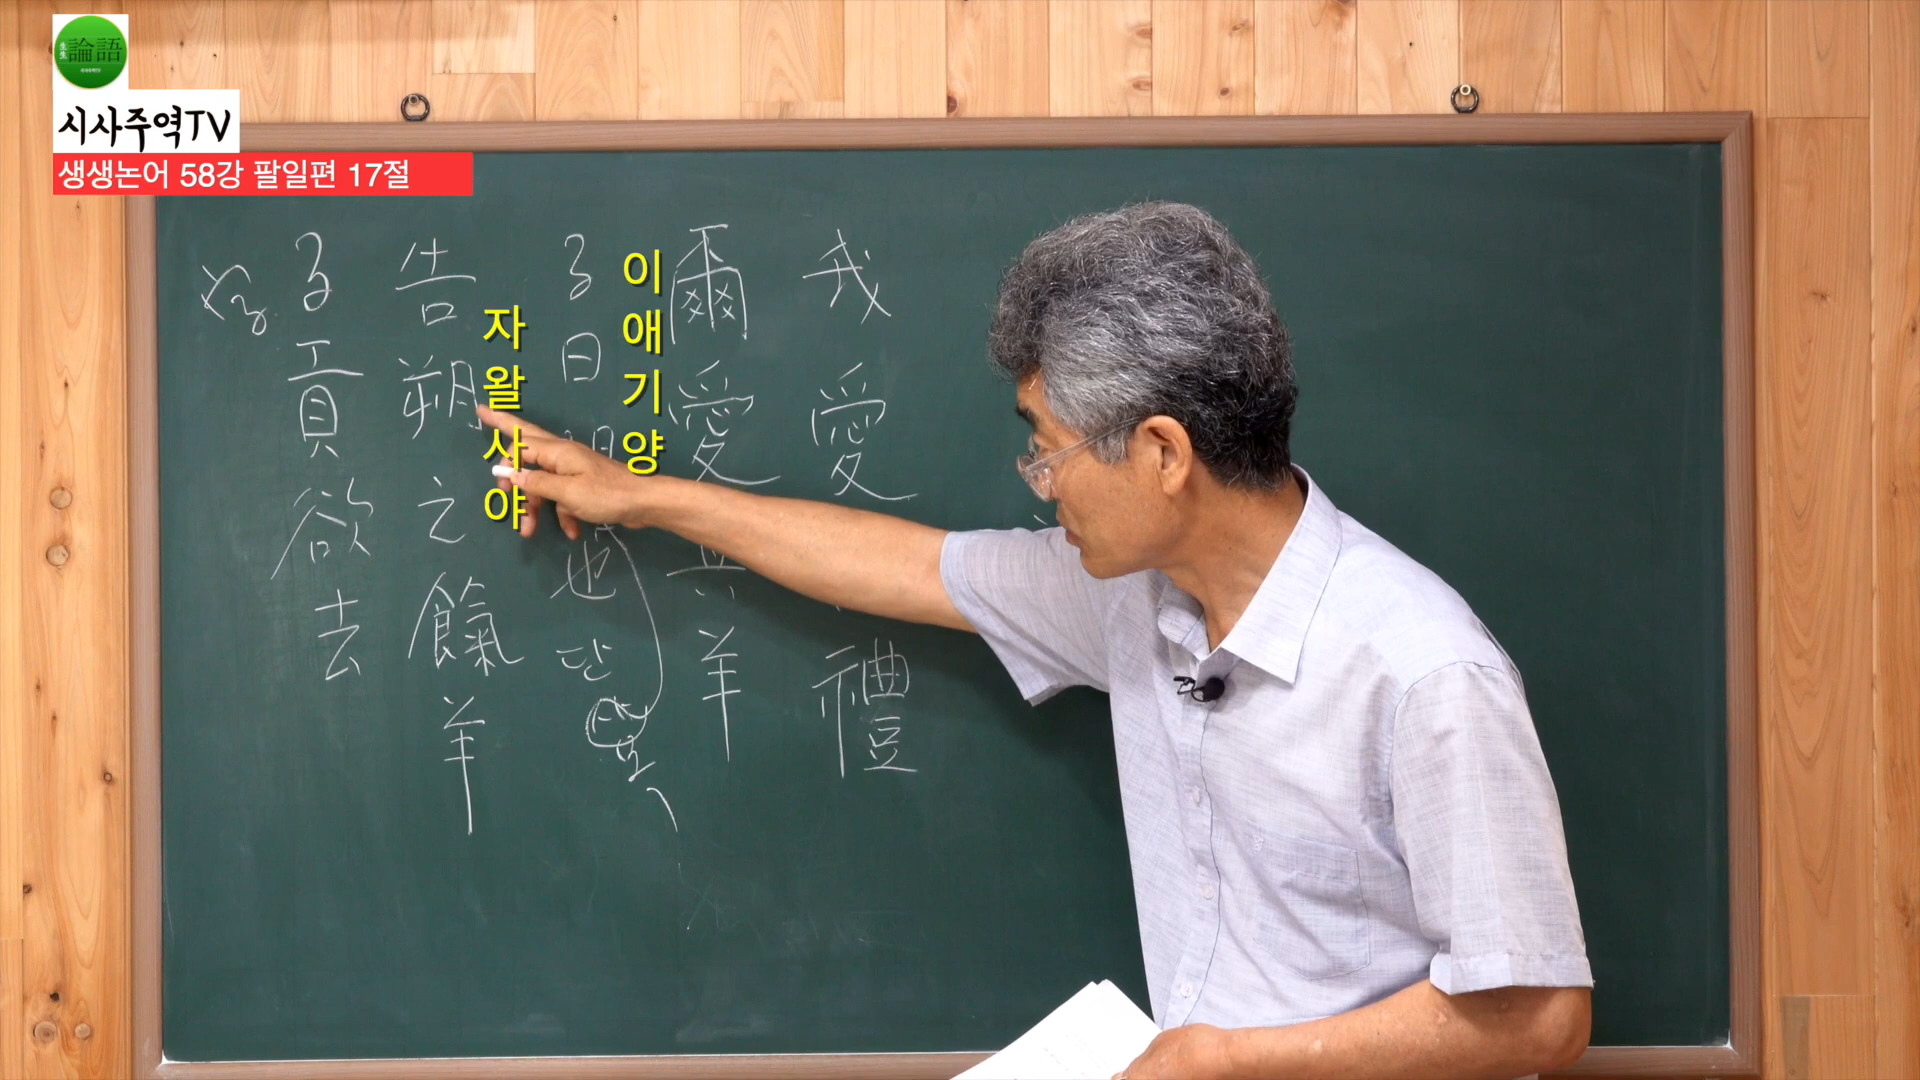 論語
시사주역TV
생생논어 58강 팔일편 17절
子貢欲去
告朔之餼羊
자왈사야
子曰 也 단
이애기양
爾愛其羊
我愛 禮